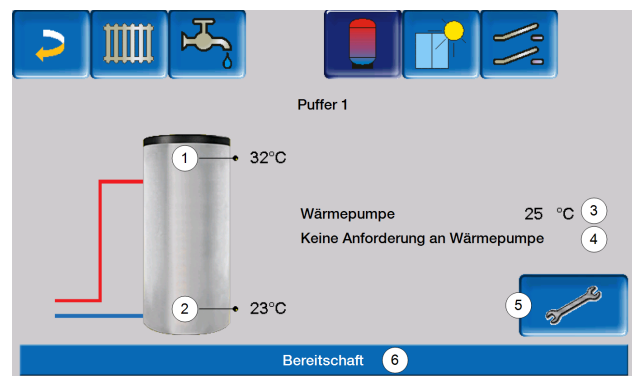 Puffer 1
1 32°C
Wärmepumpe 25 °C 3
Keine Anforderung an Wärmepumpe 4
2 23°C
5
Bereitschaft 6